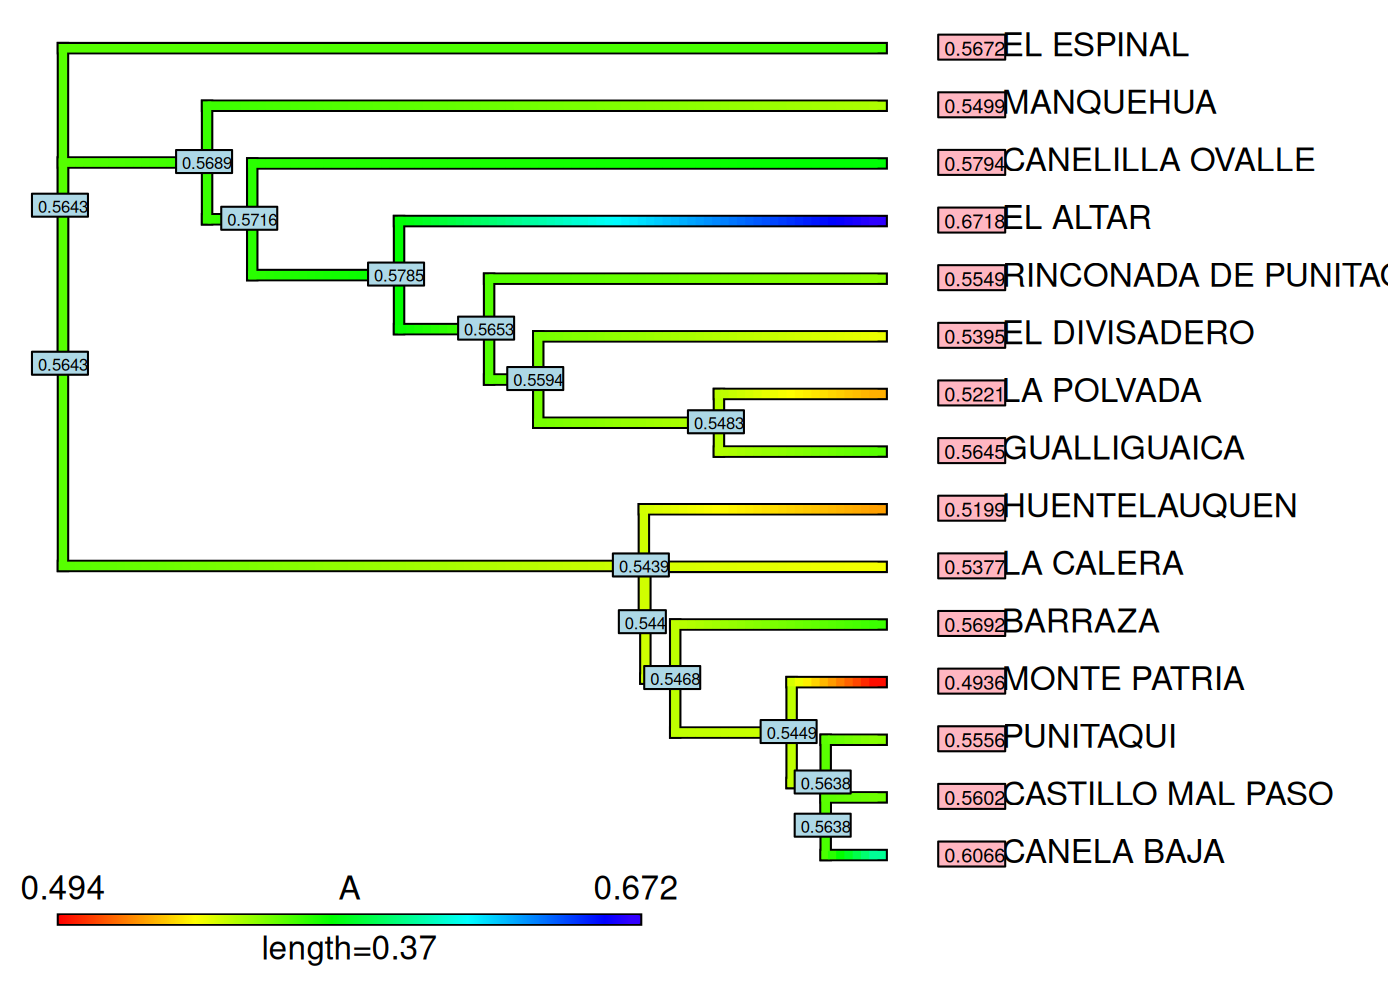 0.5672 EL ESPINAL
0.5499 MANQUEHUA
0.5689
0.5794 CANELILLA OVALLE
0.5643
0.5716
0.6718 EL ALTAR
0.5785
0.5549 RINCONADA DE PUNITAQ
0.5653
0.5395 EL DIVISADERO
0.5643
0.5594
0.5221 LA POLVADA
0.5483
0.5645 GUALLIGUAICA
0.5199 HUENTELAUQUEN
0.5439
0.5377 LA CALERA
0.544
0.5692 BARRAZA
0.5468
0.4936 MONTE PATRIA
0.5449
0.5556 PUNITAQUI
0.5638
0.5602 CASTILLO MAL PASO
0.5638
0.6066 CANELA BAJA
0.494 A 0.672
length=0.37